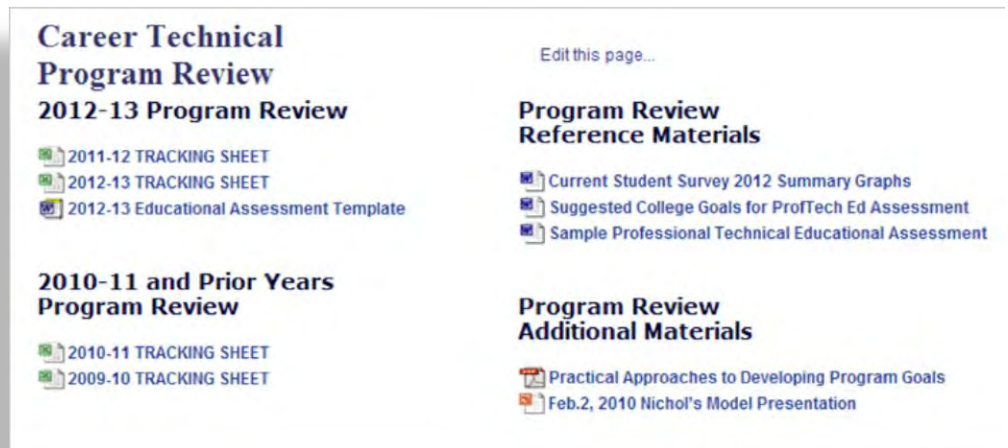 Career Technical
Program Review
2012-13 Program Review
2011-12 TRACKING SHEET
2012-13 TRACKING SHEET
2012-13 Educational Assessment Template
2010-11 and Prior Years
Program Review
2010-11 TRACKING SHEET
2009-10 TRACKING SHEET
Edit this page...
Program Review
Reference Materials
Current Student Survey 2012 Summary Graphs
Suggested College Goals for ProfTech Ed Assessment
Sample Professional Technical Educational Assessment
Program Review
Additional Materials
Practical Approaches to Developing Program Goals
Feb.2, 2010 Nichol's Model Presentation